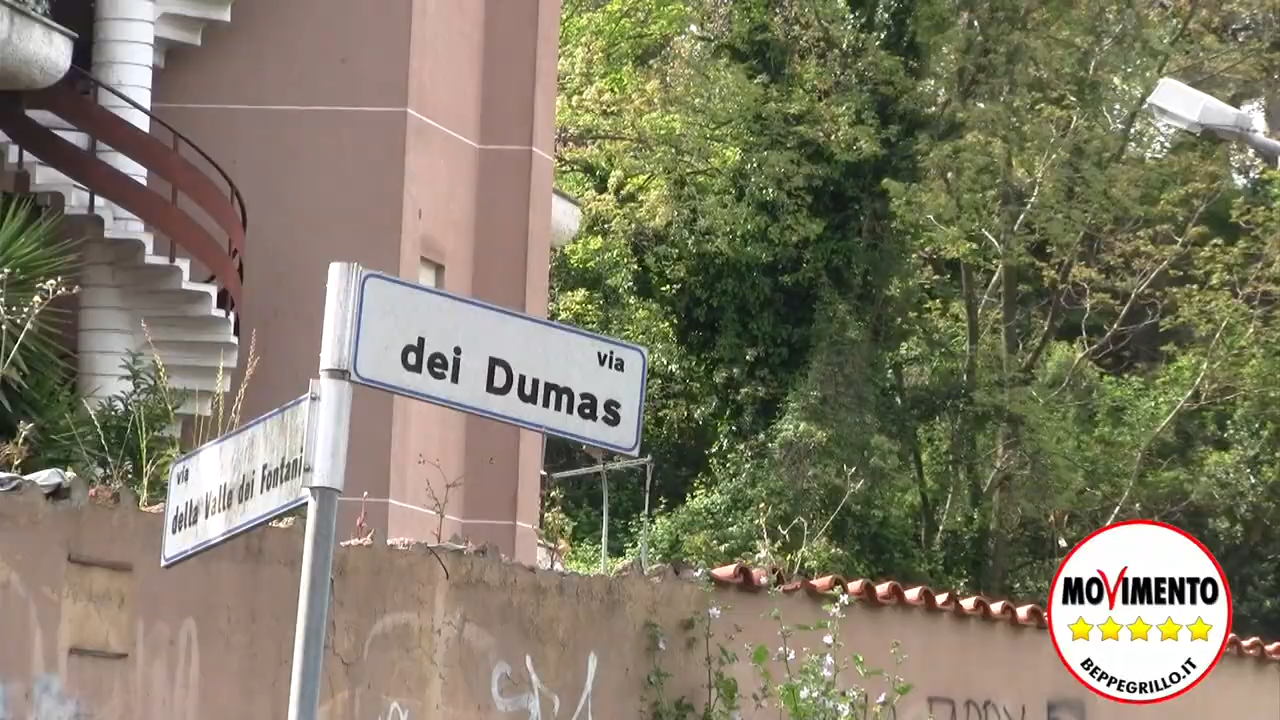 via
dei Dumas
via
della Valle dei Fontani
MOVIMENTO
BEPPEGRILLO.IT